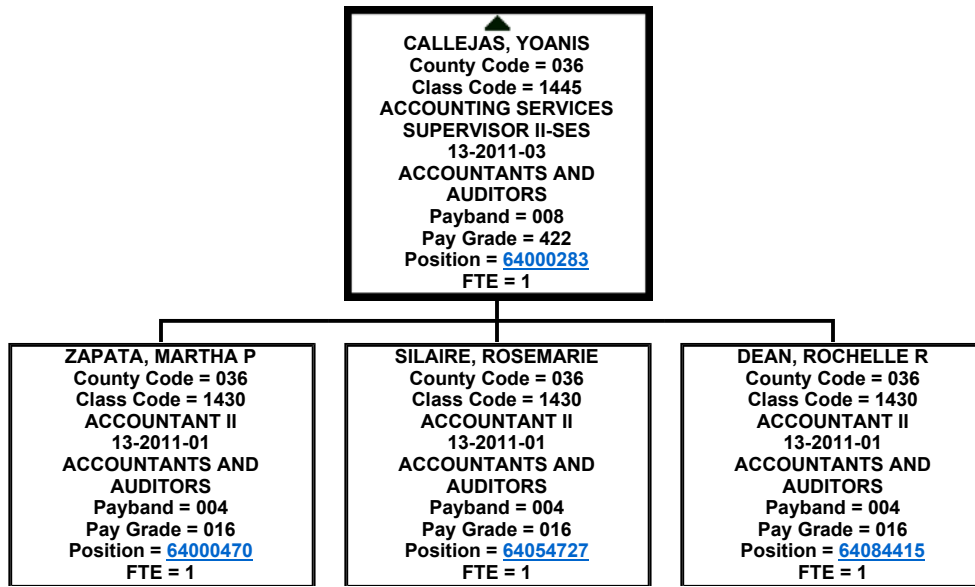 CALLEJAS, YOANIS
County Code = 036
Class Code = 1445
ACCOUNTING SERVICES
SUPERVISOR II-SES
13-2011-03
ACCOUNTANTS AND
AUDITORS
Payband = 008
Pay Grade = 422
Position = 64000283
FTE = 1
ZAPATA, MARTHA P
County Code = 036
Class Code = 1430
ACCOUNTANT II
13-2011-01
ACCOUNTANTS AND
AUDITORS
Payband = 004
Pay Grade = 016
Position = 64000470
FTE = 1
SILAIRE, ROSEMARIE
County Code = 036
Class Code = 1430
ACCOUNTANT II
13-2011-01
ACCOUNTANTS AND
AUDITORS
Payband = 004
Pay Grade = 016
Position = 64054727
FTE = 1
DEAN, ROCHELLE R
County Code = 036
Class Code = 1430
ACCOUNTANT II
13-2011-01
ACCOUNTANTS AND
AUDITORS
Payband = 004
Pay Grade = 016
Position = 64084415
FTE = 1